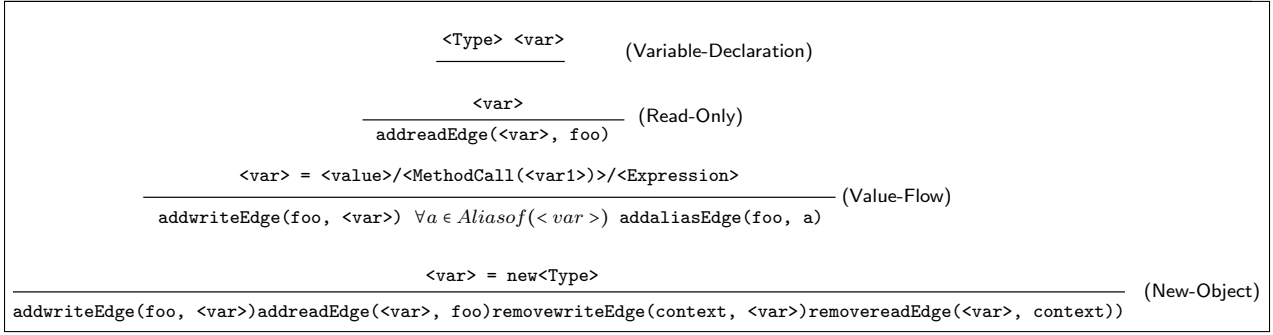 <Type> <var> (Variable-Declaration)
<var>
addreadEdge(<var>, foo) (Read-Only)
<var> = <value>/<MethodCall(<var1>)>/<Expression>
addwriteEdge(foo, <var>) ∀a ∈ Aliasof(< var >) addaliasEdge(foo, a) (Value-Flow)
<var> = new<Type>
addwriteEdge(foo, <var>)addreadEdge(<var>, foo)removewriteEdge(context, <var>)removereadEdge(<var>, context)) (New-Object)